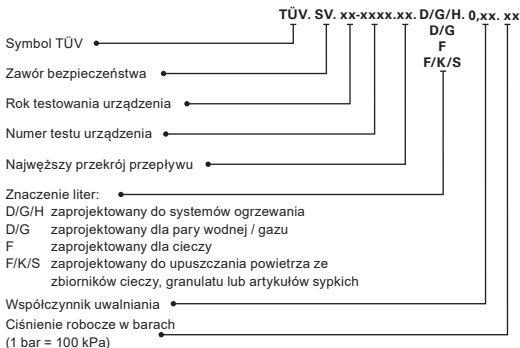 TÜV. SV. xx-xxxx.xx. D/G/H. 0,xx. xx
D/G
F
F/K/S
Symbol TÜV
Zawór bezpieczeństwa
Rok testowania urządzenia
Numer testu urządzenia
Najwęższy przekrój przepływu
Znaczenie liter:
D/G/H zaprojektowany do systemów ogrzewania
D/G zaprojektowany dla pary wodnej / gazu
F zaprojektowany dla cieczy
F/K/S zaprojektowany do upuszczania powietrza ze
zbiorników cieczy, granulatu lub artykułów sypkich
Współczynnik uwalniania
Ciśnienie robocze w barach
(1 bar = 100 kPa)